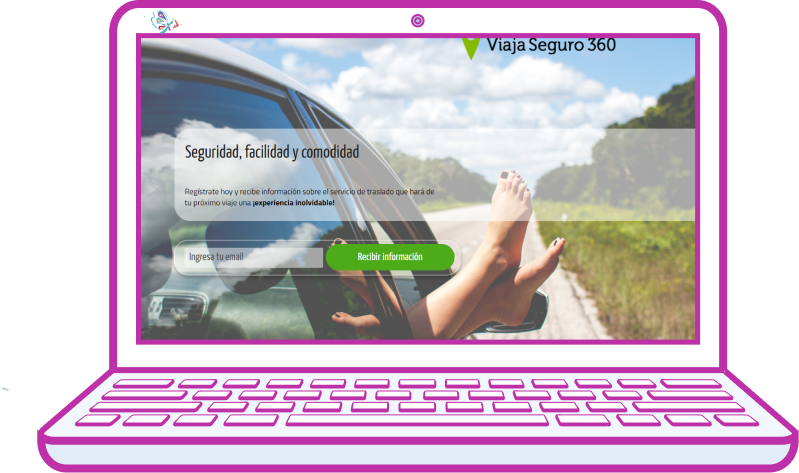 Viaja Seguro 360
Seguridad, facilidad y comodidad
Regístrate hoy y recibe información sobre el servicio de traslado que hará de
tu próximo viaje una ¡experiencia inolvidable!
Ingresa tu email
Recibir información